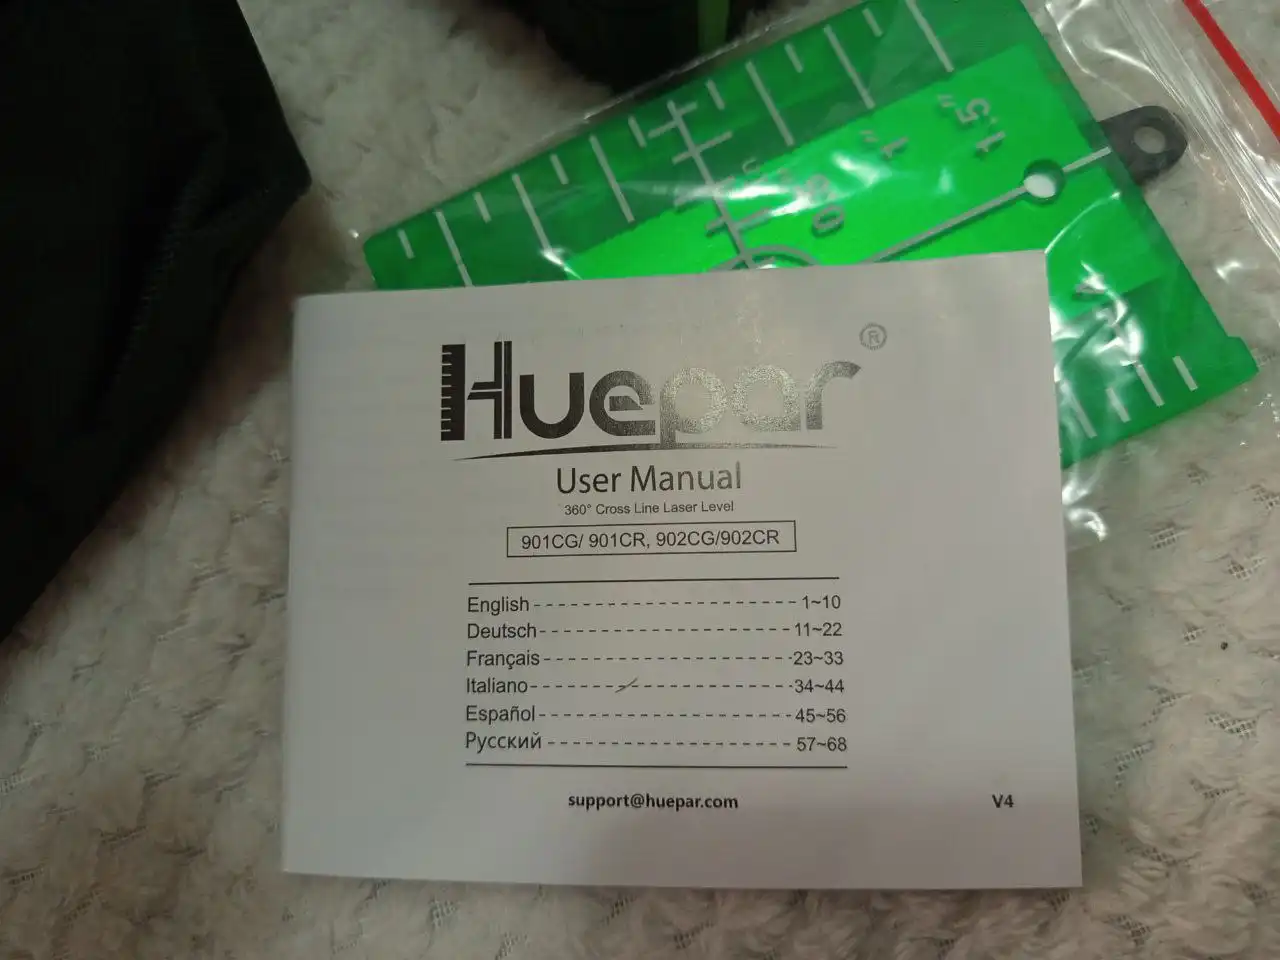 1.5"
1"
Huepar®
User Manual
360° Cross Line Laser Level
901CG/ 901CR, 902CG/902CR
English - - - - - - - - - - - - - - - - - - - - - - - - 1~10
Deutsch - - - - - - - - - - - - - - - - - - - - - - - 11~22
Français - - - - - - - - - - - - - - - - - - - - - - - 23~33
Italiano - - - - - - - - - - - - - - - - - - - - - - - - 34~44
Español - - - - - - - - - - - - - - - - - - - - - - - 45~56
Русский - - - - - - - - - - - - - - - - - - - - - - 57~68
support@huepar.com
V4